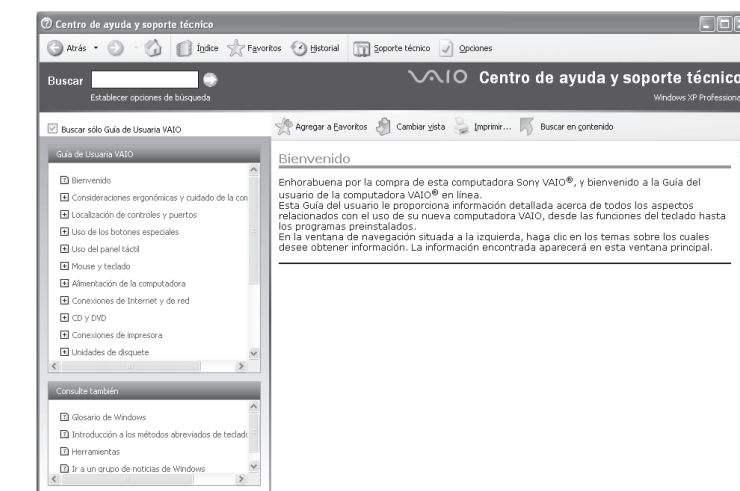 Centro de ayuda y soporte técnico
Atrás Índice Favoritos Historial Soporte técnico Opciones
Buscar
Establecer opciones de búsqueda
VAIO Centro de ayuda y soporte técnico
Windows XP Professional
Buscar sólo Guía de Usuaria VAIO
Agregar a Favoritos Cambiar vista Imprimir... Buscar en contenido
Guía de Usuaria VAIO
Bienvenido
Consideraciones ergonómicas y cuidado de la con
Localización de controles y puertos
Uso de los botones especiales
Uso del panel táctil
Mouse y teclado
Alimentación de la computadora
Conexiones de Internet y de red
CD y DVD
Conexiones de impresora
Unidades de disquete
Consulte también
Glosario de Windows
Introducción a los métodos abreviados de teclado
Herramientas
Ir a un grupo de noticias de Windows
Bienvenido
Enhorabuena por la compra de esta computadora Sony VAIO®, y bienvenido a la Guía del
usuario de la computadora VAIO® en línea.
Esta Guía del usuario le proporciona información detallada acerca de todos los aspectos
relacionados con el uso de su nueva computadora VAIO, desde las funciones del teclado hasta
los programas preinstalados.
En la ventana de navegación situada a la izquierda, haga clic en los temas sobre los cuales
desee obtener información. La información encontrada aparecerá en esta ventana principal.